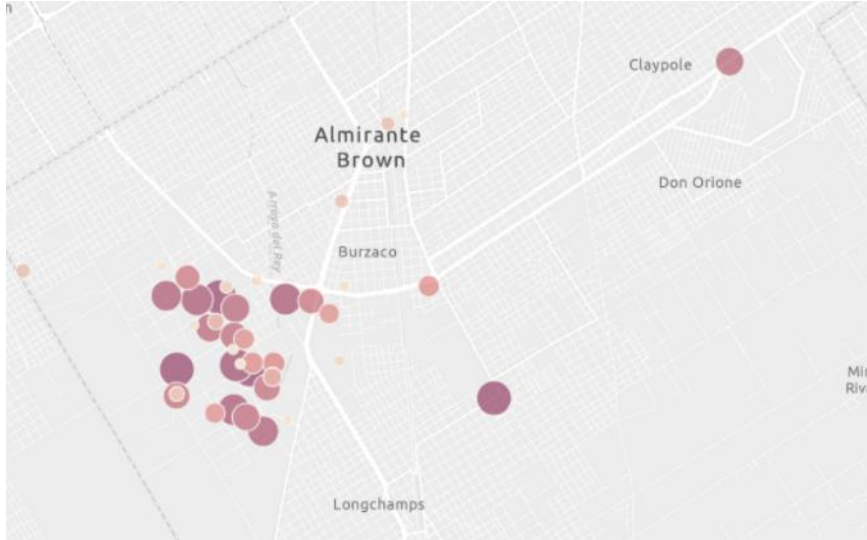 Claypole
Almirante
Brown
Don Orione
Arroyo del Rey
Burzaco
Longchamps